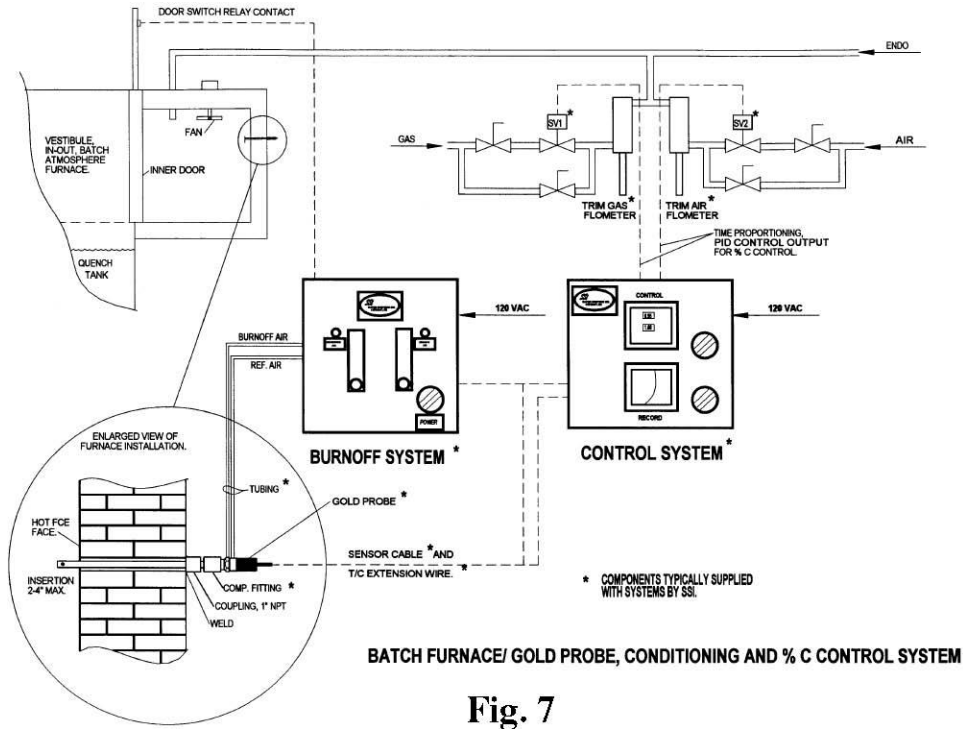 DOOR SWITCH RELAY CONTACT
ENDO
FAN
VESTIBULE,
IN-OUT, BATCH
ATMOSPHERE
FURNACE.
INNER DOOR
QUENCH
TANK
GAS
SV1 *
SV2 *
AIR
TRIM GAS *
FLOMETER
TRIM AIR *
FLOMETER
TIME PROPORTIONING,
PID CONTROL OUTPUT
FOR % C CONTROL.
SSI
120 VAC
SSI
CONTROL
120 VAC
BURNOFF AIR
REF. AIR
POWER
RECORD
BURNOFF SYSTEM *
CONTROL SYSTEM *
ENLARGED VIEW OF
FURNACE INSTALLATION.
TUBING *
GOLD PROBE *
HOT FCE
FACE.
SENSOR CABLE * AND
T/C EXTENSION WIRE. *
INSERTION
2-4" MAX.
COMP. FITTING *
COUPLING, 1" NPT
WELD
* COMPONENTS TYPICALLY SUPPLIED
WITH SYSTEMS BY SSI.
BATCH FURNACE/ GOLD PROBE, CONDITIONING AND % C CONTROL SYSTEM
Fig. 7